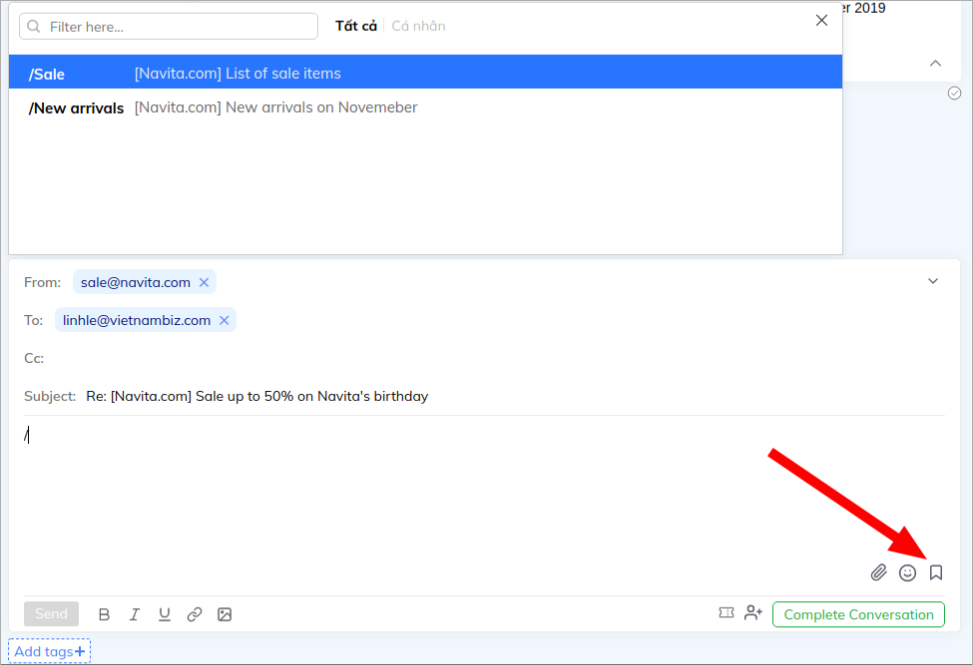 er 2019
Filter here... Tất cả Cá nhân
/Sale [Navita.com] List of sale items
/New arrivals [Navita.com] New arrivals on Novemeber
From: sale@navita.com
To: linhle@vietnambiz.com
Cc:
Subject: Re: [Navita.com] Sale up to 50% on Navita's birthday
/
Send B I U Complete Conversation
Add tags+